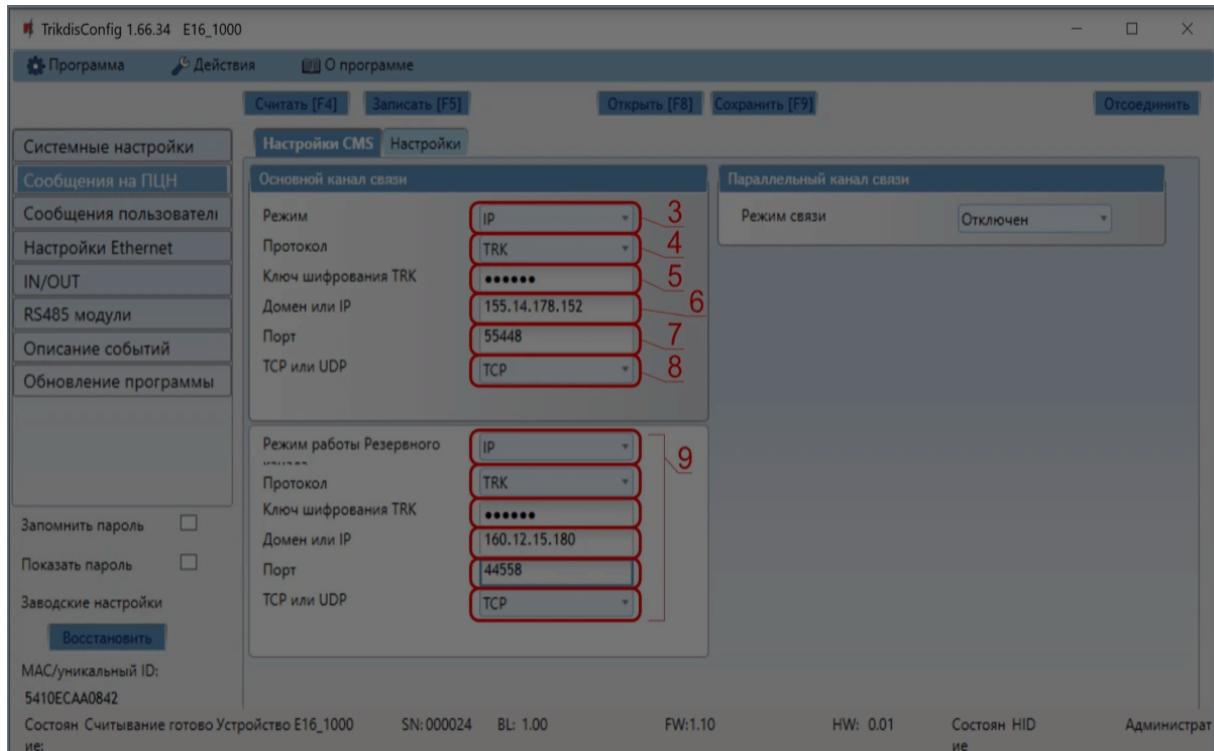 TrikdisConfig 1.66.34 E16_1000
Программа Действия О программе
Считать [F4] Записать [F5] Открыть [F8] Сохранить [F9] Отсоединить
Системные настройки
Сообщения на ПЦН
Сообщения пользователі
Настройки Ethernet
IN/OUT
RS485 модули
Описание событий
Обновление программы
Запомнить пароль
Показать пароль
Заводские настройки
Восстановить
MAC/уникальный ID:
5410ECAA0842
Настройки CMS Настройки
Основной канал связи
Режим IP 3
Протокол TRK 4
Ключ шифрования TRK •••••• 5
Домен или IP 155.14.178.152 6
Порт 55448 7
TCP или UDP TCP 8
Режим работы Резервного IP 9
Протокол TRK
Ключ шифрования TRK ••••••
Домен или IP 160.12.15.180
Порт 44558
TCP или UDP TCP
Параллельный канал связи
Режим связи Отключен
Состоян Считывание готово Устройство E16_1000 SN: 000024 BL: 1.00 FW:1.10 HW: 0.01 Состоян HID Администрат
ие: ие